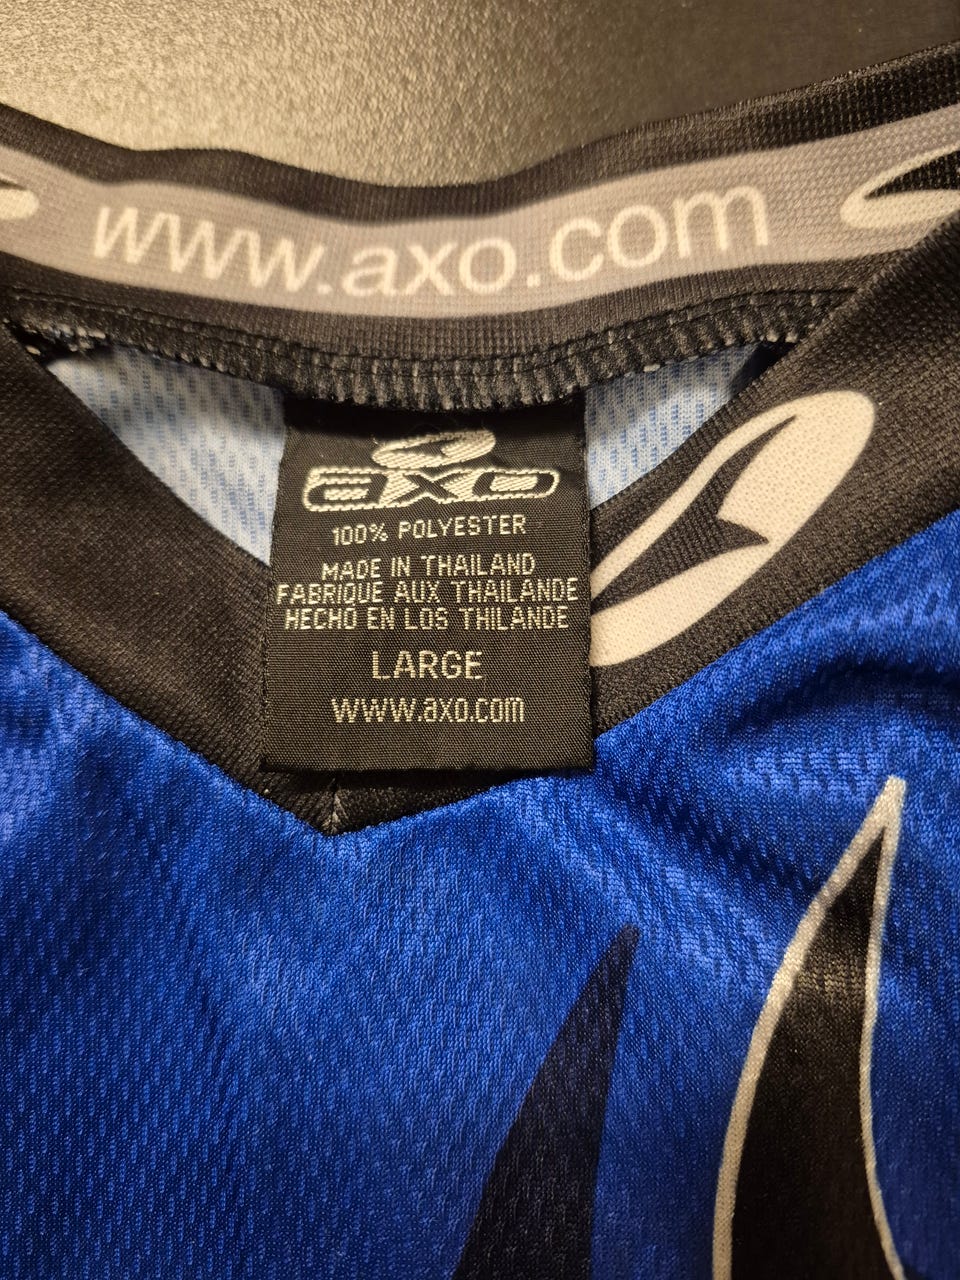 www.axo.com
axo
100% POLYESTER
MADE IN THAILAND
FABRIQUE AUX THAILANDE
HECHO EN LOS THILANDE
LARGE
www.axo.com